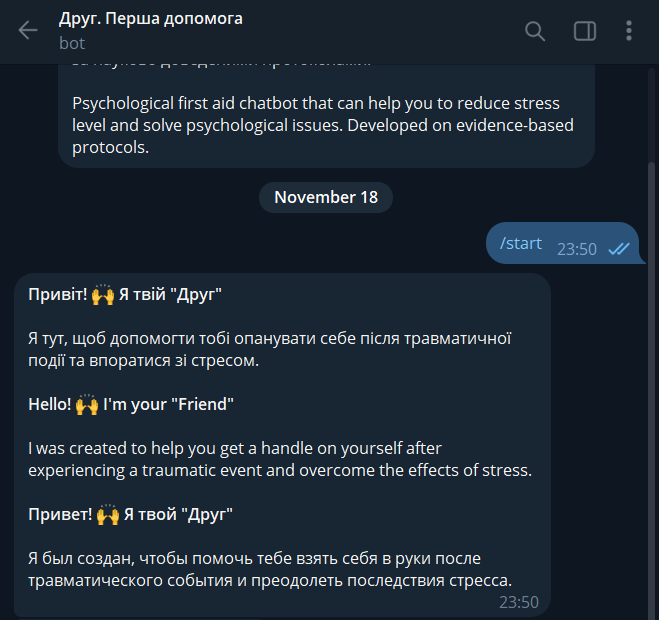 Друг. Перша допомога
bot
за науково доведеними протоколами.
Psychological first aid chatbot that can help you to reduce stress
level and solve psychological issues. Developed on evidence-based
protocols.
November 18
/start 23:50
Привіт! 🙌 Я твій "Друг"
Я тут, щоб допомогти тобі опанувати себе після травматичної
події та впоратися зі стресом.
Hello! 🙌 I'm your "Friend"
I was created to help you get a handle on yourself after
experiencing a traumatic event and overcome the effects of stress.
Привет! 🙌 Я твой "Друг"
Я был создан, чтобы помочь тебе взять себя в руки после
травматического события и преодолеть последствия стресса.
23:50